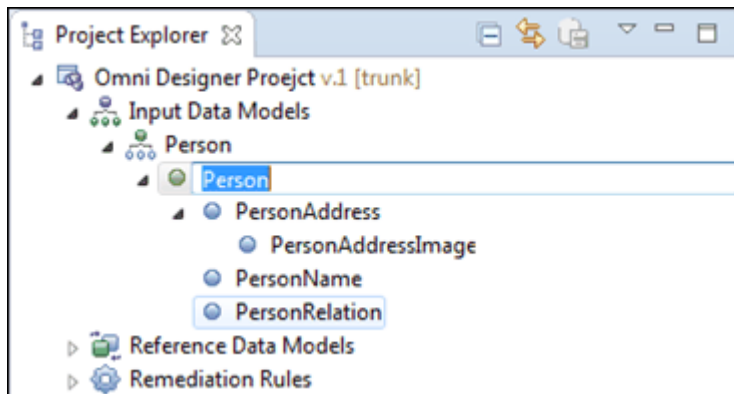 Project Explorer
Omni Designer Proejct v.1 [trunk]
Input Data Models
Person
Person
PersonAddress
PersonAddressImage
PersonName
PersonRelation
Reference Data Models
Remediation Rules